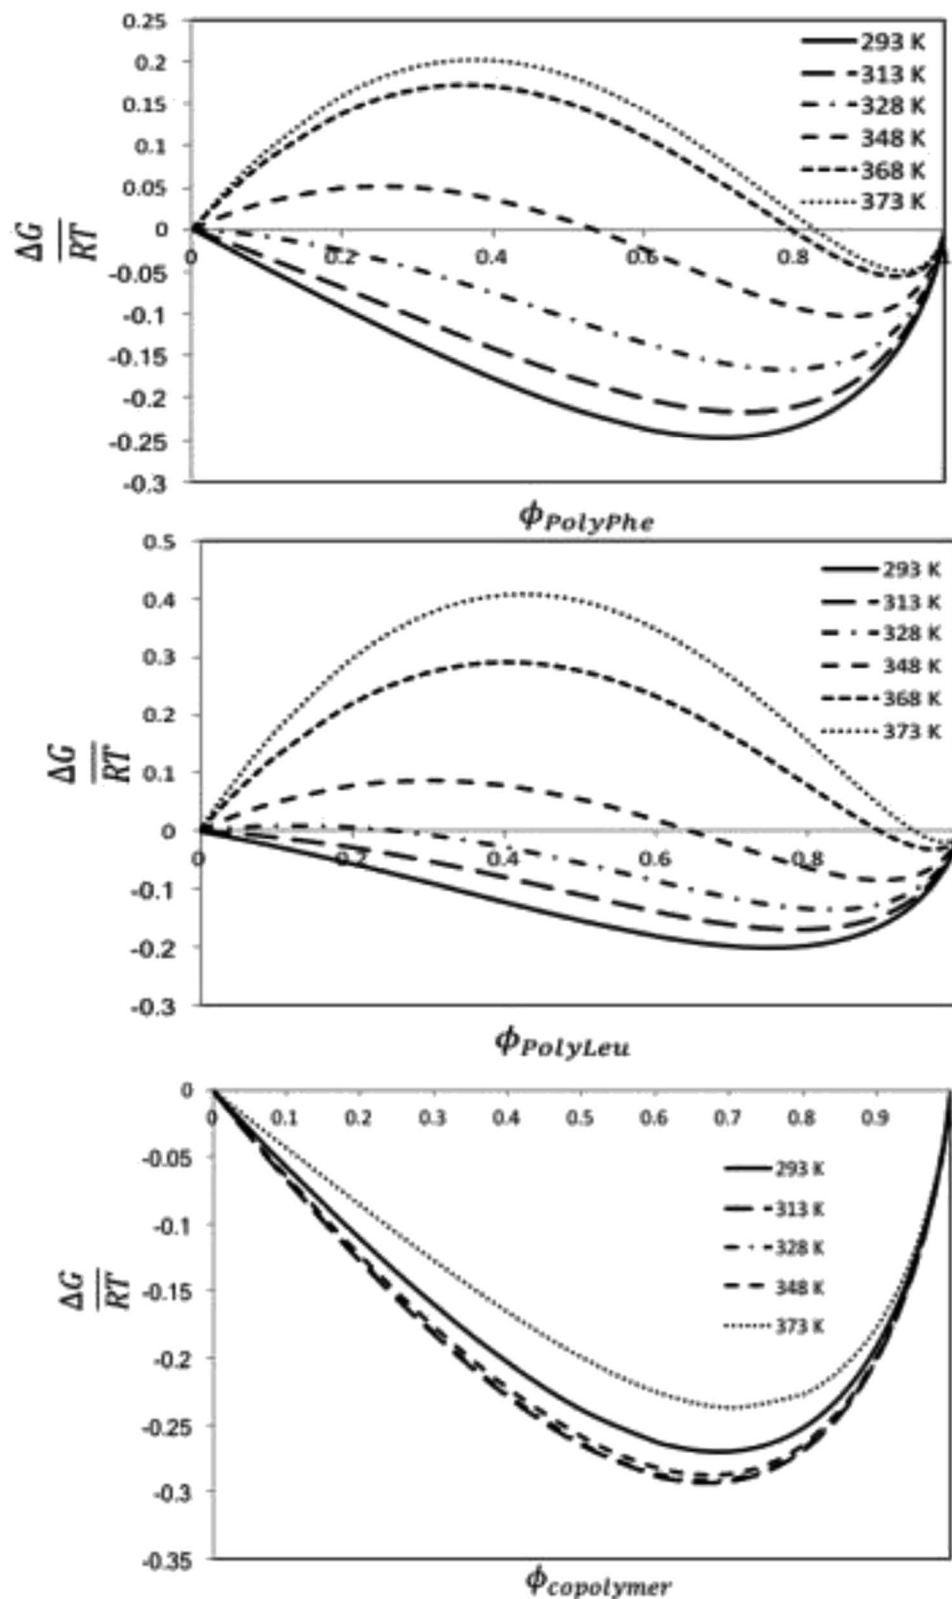 0.25
0.2
0.15
0.1
0.05
0
-0.05
-0.1
-0.15
-0.2
-0.25
-0.3
ΔG
RT
0 0.2 0.4 0.6 0.8 1
293 K
313 K
328 K
348 K
368 K
373 K
ϕPolyPhe
0.5
0.4
0.3
0.2
0.1
0
-0.1
-0.2
-0.3
ΔG
RT
0 0.2 0.4 0.6 0.8
293 K
313 K
328 K
348 K
368 K
373 K
ϕPolyLeu
0
-0.05
-0.1
-0.15
-0.2
-0.25
-0.3
-0.35
ΔG
RT
0 0.1 0.2 0.3 0.4 0.5 0.6 0.7 0.8 0.9
293 K
313 K
328 K
348 K
373 K
ϕcopolymer